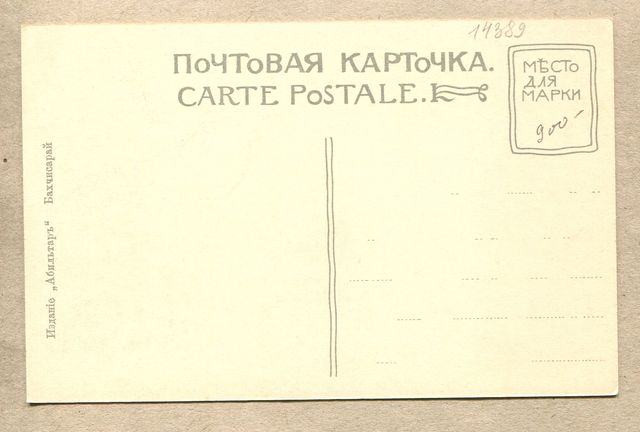 14389
ПОЧТОВАЯ КАРТОЧКА.
CARTE POSTALE.
МѢСТО
ДЛЯ
МАРКИ
900
Изданіе „Абильтаръ“ Бахчисарай